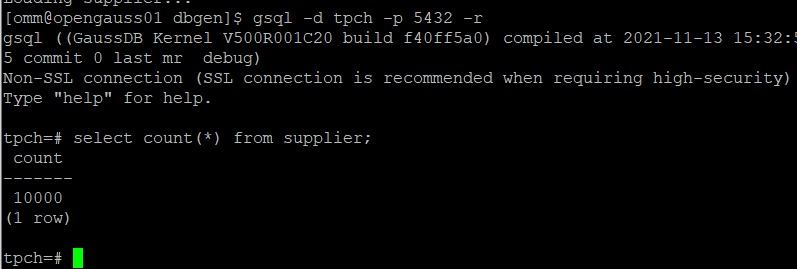 Loading supplier...
[omm@opengauss01 dbgen]$ gsql -d tpch -p 5432 -r
gsql ((GaussDB Kernel V500R001C20 build f40ff5a0) compiled at 2021-11-13 15:32:5
5 commit 0 last mr  debug)
Non-SSL connection (SSL connection is recommended when requiring high-security)
Type "help" for help.
tpch=# select count(*) from supplier;
count
-------
10000
(1 row)
tpch=#